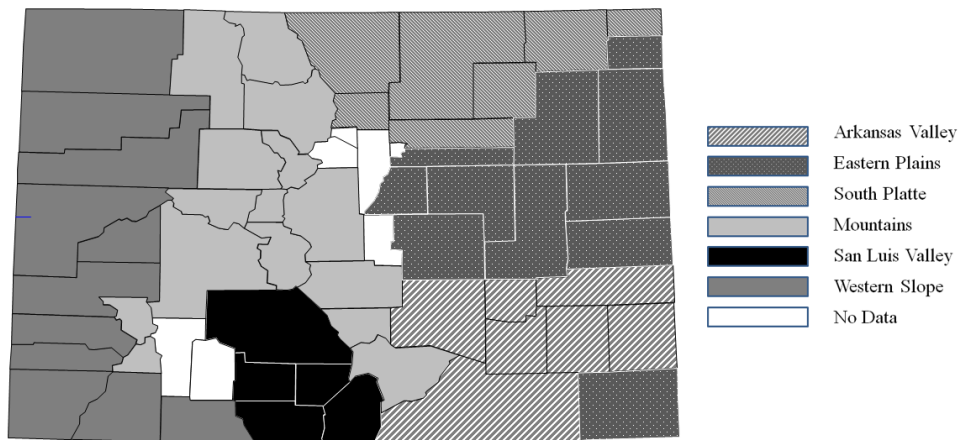 Arkansas Valley
Eastern Plains
South Platte
Mountains
San Luis Valley
Western Slope
No Data